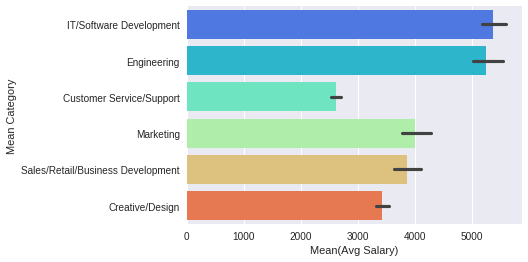 IT/Software Development
Engineering
Customer Service/Support
Marketing
Sales/Retail/Business Development
Creative/Design
Mean Category
0 1000 2000 3000 4000 5000
Mean(Avg Salary)